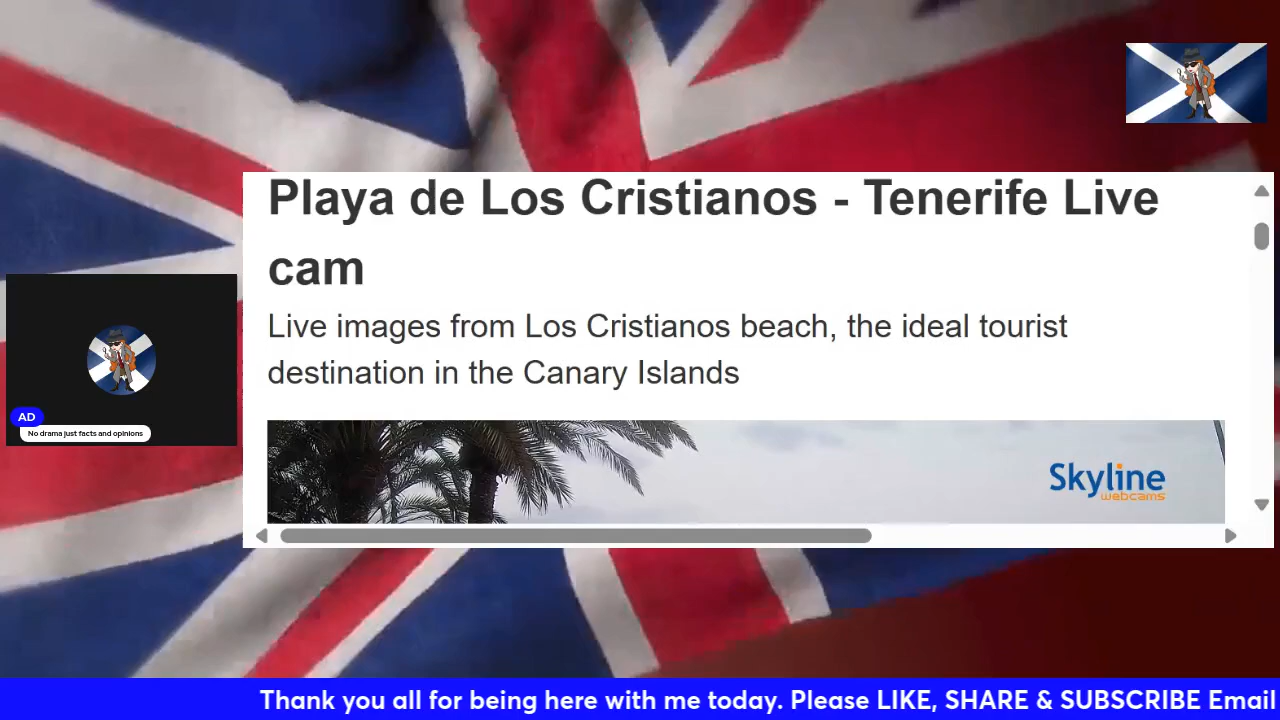 Playa de Los Cristianos - Tenerife Live
cam
Live images from Los Cristianos beach, the ideal tourist
destination in the Canary Islands
Skyline
webcams
AD
No drama just facts and opinions
Thank you all for being here with me today. Please LIKE, SHARE & SUBSCRIBE Email